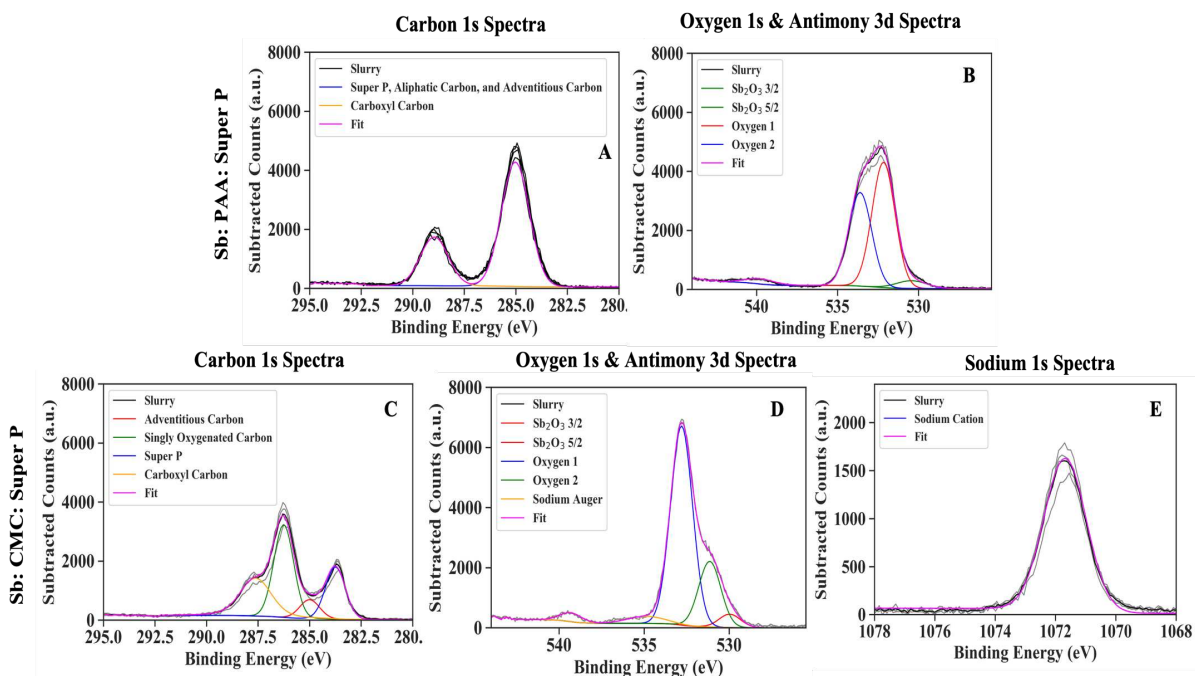 Carbon 1s Spectra
Oxygen 1s & Antimony 3d Spectra
Sb: PAA: Super P
Subtracted Counts (a.u.)
8000
6000
4000
2000
0
Slurry
Super P, Aliphatic Carbon, and Adventitious Carbon
Carboxyl Carbon
Fit
A
295.0 292.5 290.0 287.5 285.0 282.5 280.
Binding Energy (eV)
Subtracted Counts (a.u.)
8000
6000
4000
2000
0
Slurry
Sb₂O₃ 3/2
Sb₂O₃ 5/2
Oxygen 1
Oxygen 2
Fit
B
540 535 530
Binding Energy (eV)
Carbon 1s Spectra
Oxygen 1s & Antimony 3d Spectra
Sodium 1s Spectra
Sb: CMC: Super P
Subtracted Counts (a.u.)
8000
6000
4000
2000
0
Slurry
Adventitious Carbon
Singly Oxygenated Carbon
Super P
Carboxyl Carbon
Fit
C
295.0 292.5 290.0 287.5 285.0 282.5 280.
Binding Energy (eV)
Subtracted Counts (a.u.)
8000
6000
4000
2000
0
Slurry
Sb₂O₃ 3/2
Sb₂O₃ 5/2
Oxygen 1
Oxygen 2
Sodium Auger
Fit
D
540 535 530
Binding Energy (eV)
Subtracted Counts (a.u.)
2000
1500
1000
500
0
Slurry
Sodium Cation
Fit
E
1078 1076 1074 1072 1070 1068
Binding Energy (eV)